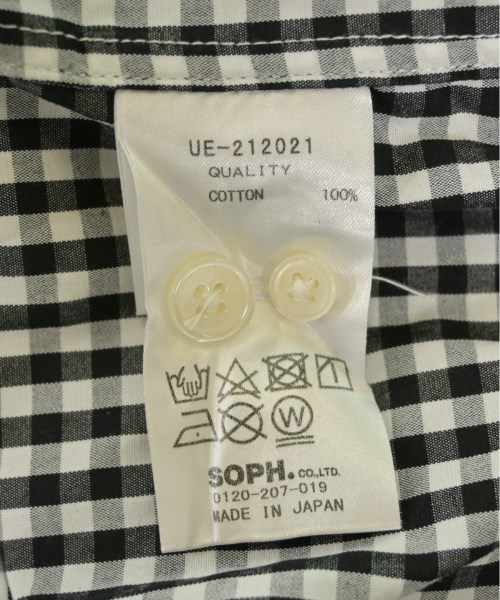 UE-212021
QUALITY
COTTON 100%
W
SOPH. CO.,LTD.
0120-207-019
MADE IN JAPAN